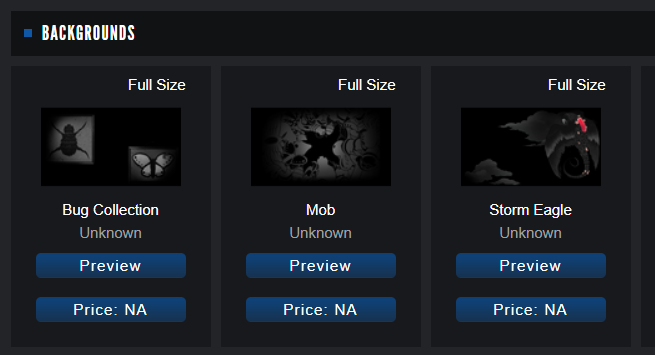 BACKGROUNDS
Full Size
Bug Collection
Unknown
Preview
Price: NA
Full Size
Mob
Unknown
Preview
Price: NA
Full Size
Storm Eagle
Unknown
Preview
Price: NA